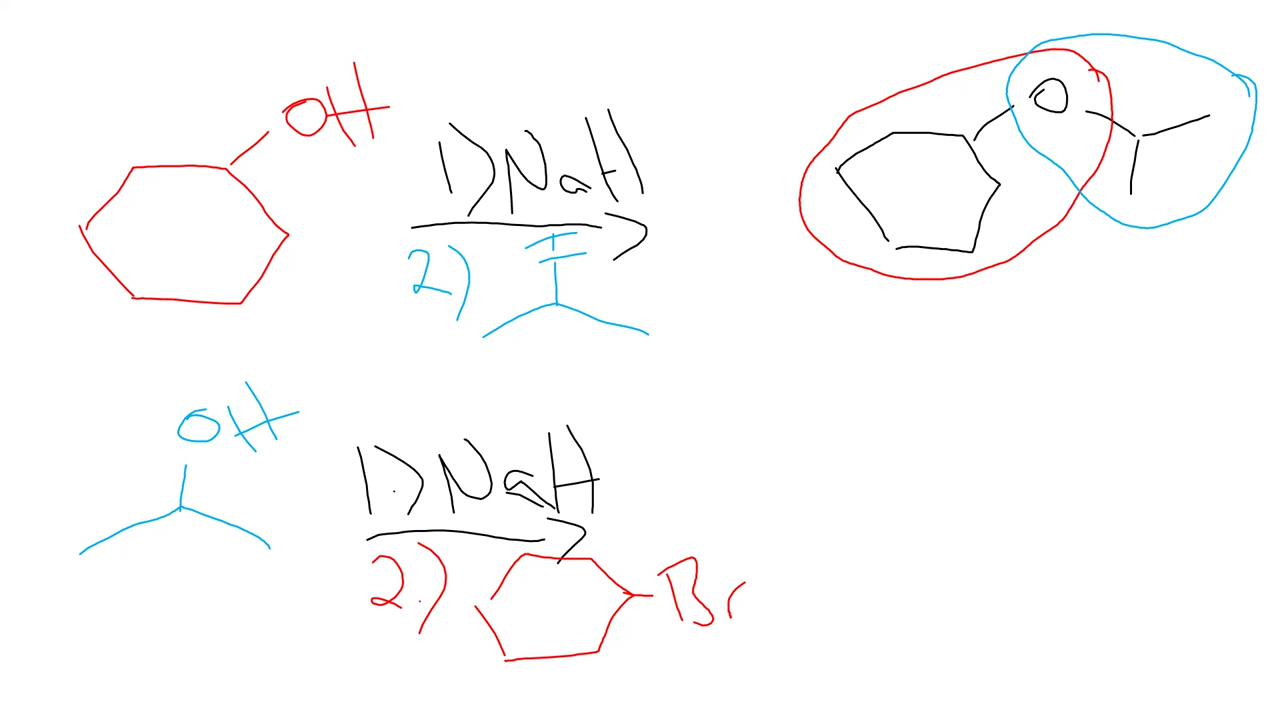 OH
1) NaH
2) I
O
OH
1) NaH
2) Br